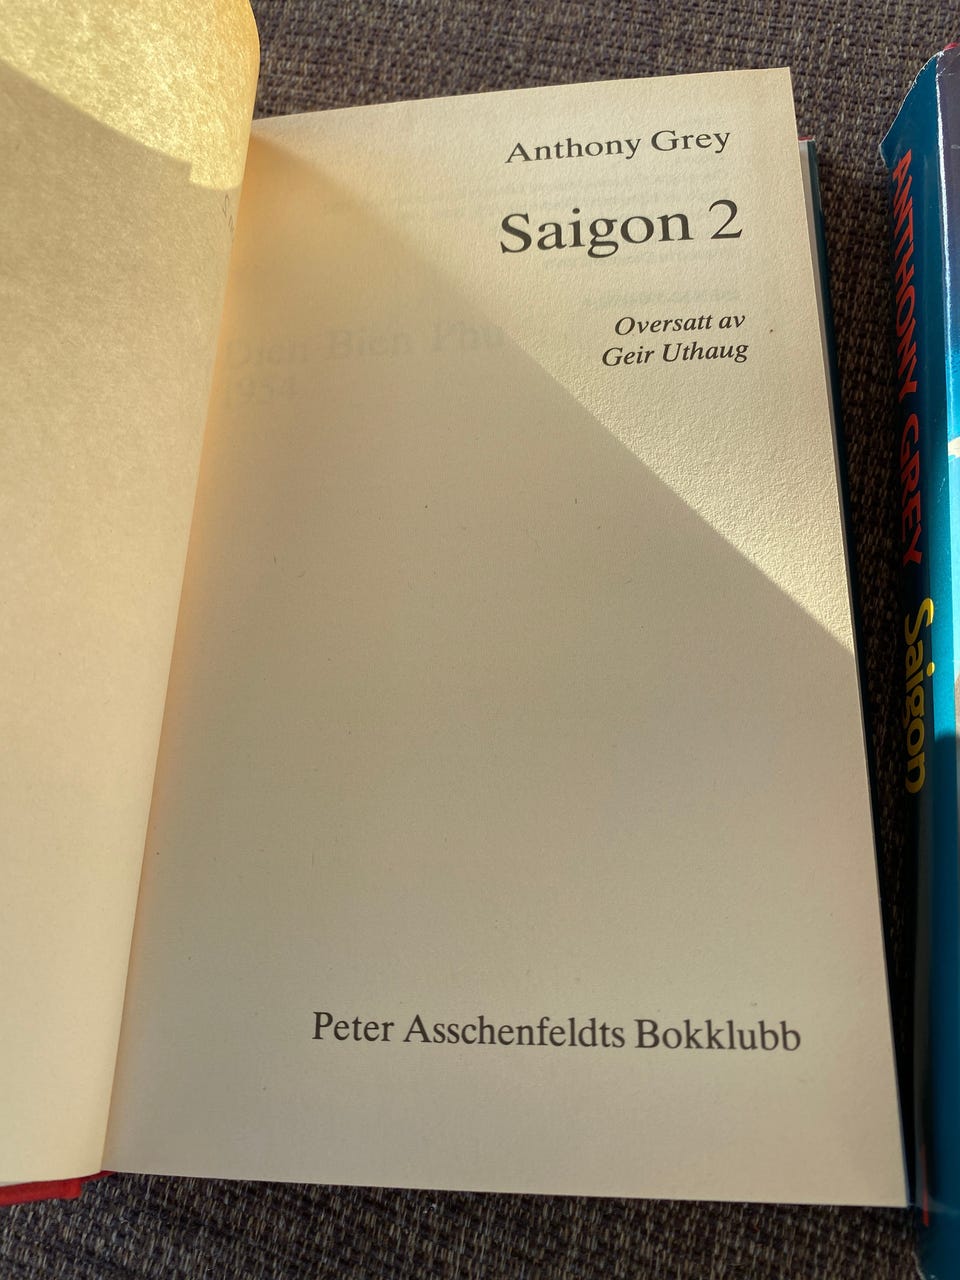 Anthony Grey
Saigon 2
Oversatt av
Geir Uthaug
Peter Asschenfeldts Bokklubb
ANTHONY GREY Saigon